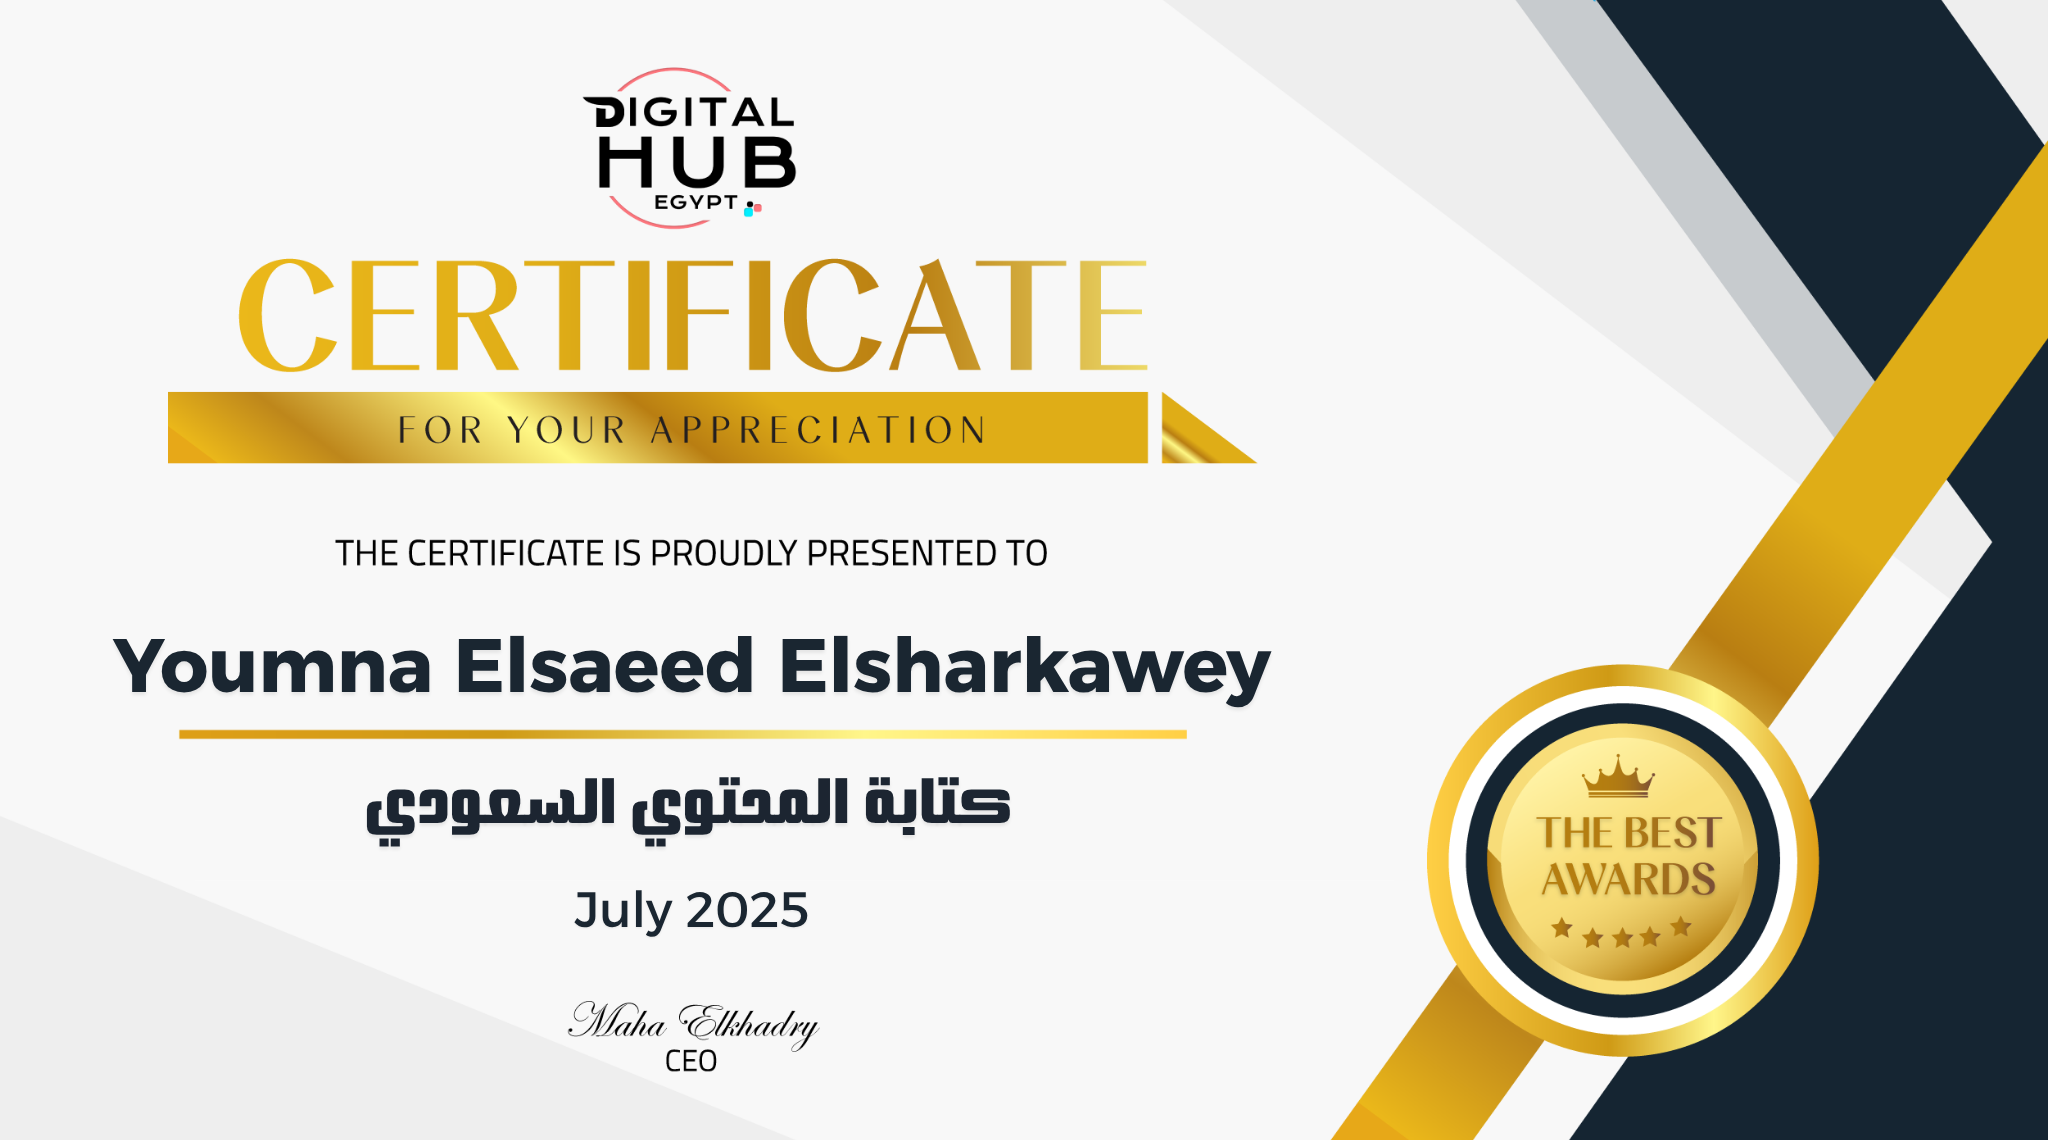 DIGITAL
HUB
EGYPT
CERTIFICATE
FOR YOUR APPRECIATION
THE CERTIFICATE IS PROUDLY PRESENTED TO
Youmna Elsaeed Elsharkawey
كتابة المحتوي السعودي
July 2025
Maha Elkhadry
CEO
THE BEST
AWARDS